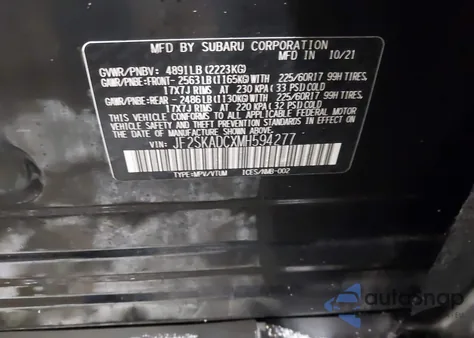 MFD BY SUBARU CORPORATION
MFD IN 10/21
GVWR/PNBV: 4891LB (2223KG)
GAWR/PNBE:FRONT- 2563LB(1165KG)WITH 225/60R17 99H TIRES,
17X7J RIMS AT 230 KPA( 33 PSI)COLD
GAWR/PNBE:REAR - 2486LB(1130KG)WITH 225/60R17 99H TIRES,
17X7J RIMS AT 220 KPA( 32 PSI)COLD
THIS VEHICLE CONFORMS TO ALL APPLICABLE FEDERAL MOTOR
VEHICLE SAFETY AND THEFT PREVENTION STANDARDS IN EFFECT
ON THE DATE OF MANUFACTURE SHOWN ABOVE.
VIN: JF2SKADCXMH594277
TYPE:MPV/VTUM ICES/NMB-002
autoSnap